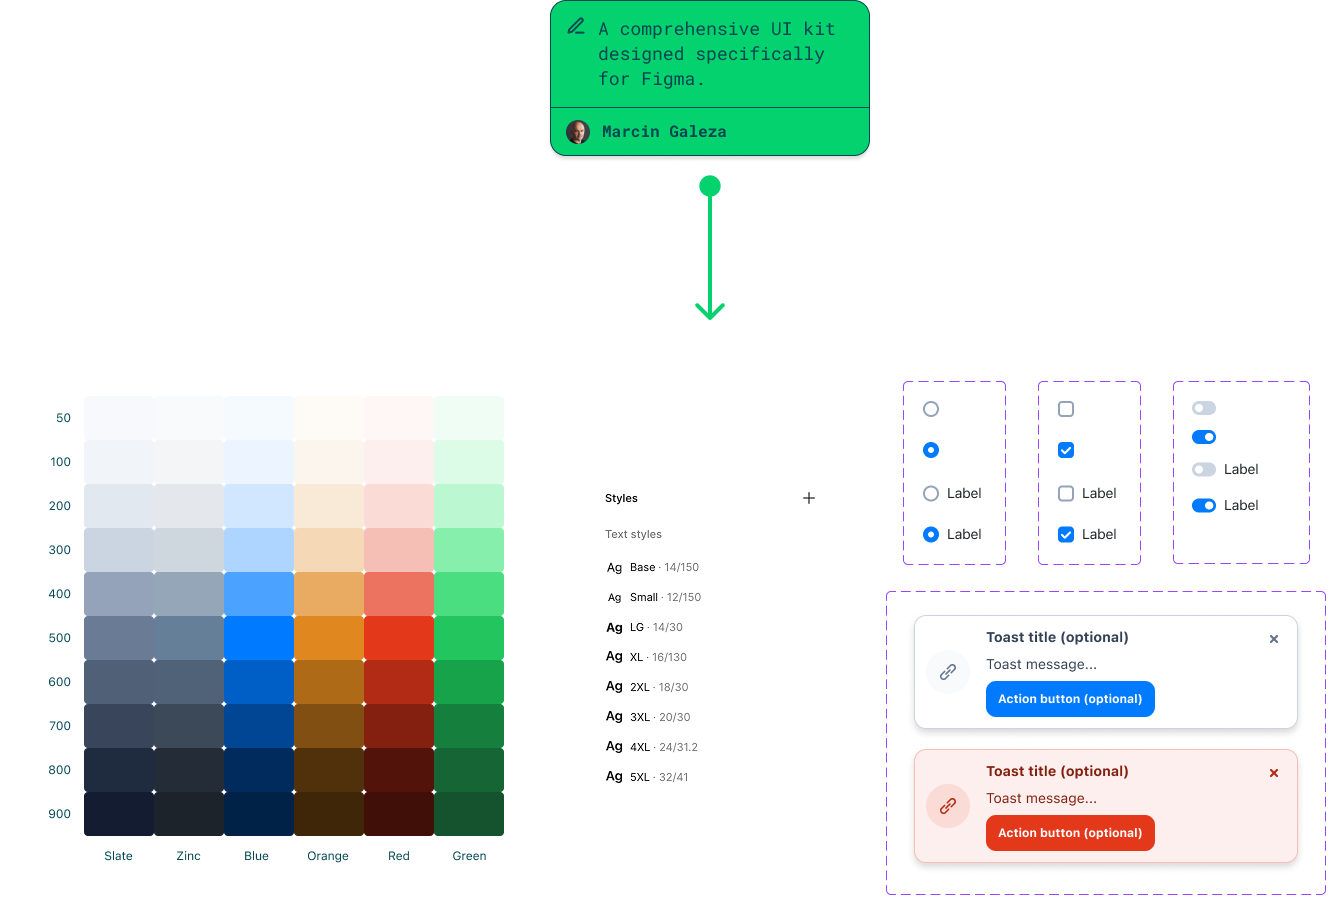 A comprehensive UI kit
designed specifically
for Figma.
Marcin Galeza
50
100
200
300
400
500
600
700
800
900
Slate Zinc Blue Orange Red Green
Styles
Text styles
Ag Base · 14/150
Ag Small · 12/150
Ag LG · 14/30
Ag XL · 16/130
Ag 2XL · 18/30
Ag 3XL · 20/30
Ag 4XL · 24/31.2
Ag 5XL · 32/41
Label
Label
Label
Label
Label
Label
Toast title (optional)
Toast message...
Action button (optional)
Toast title (optional)
Toast message...
Action button (optional)